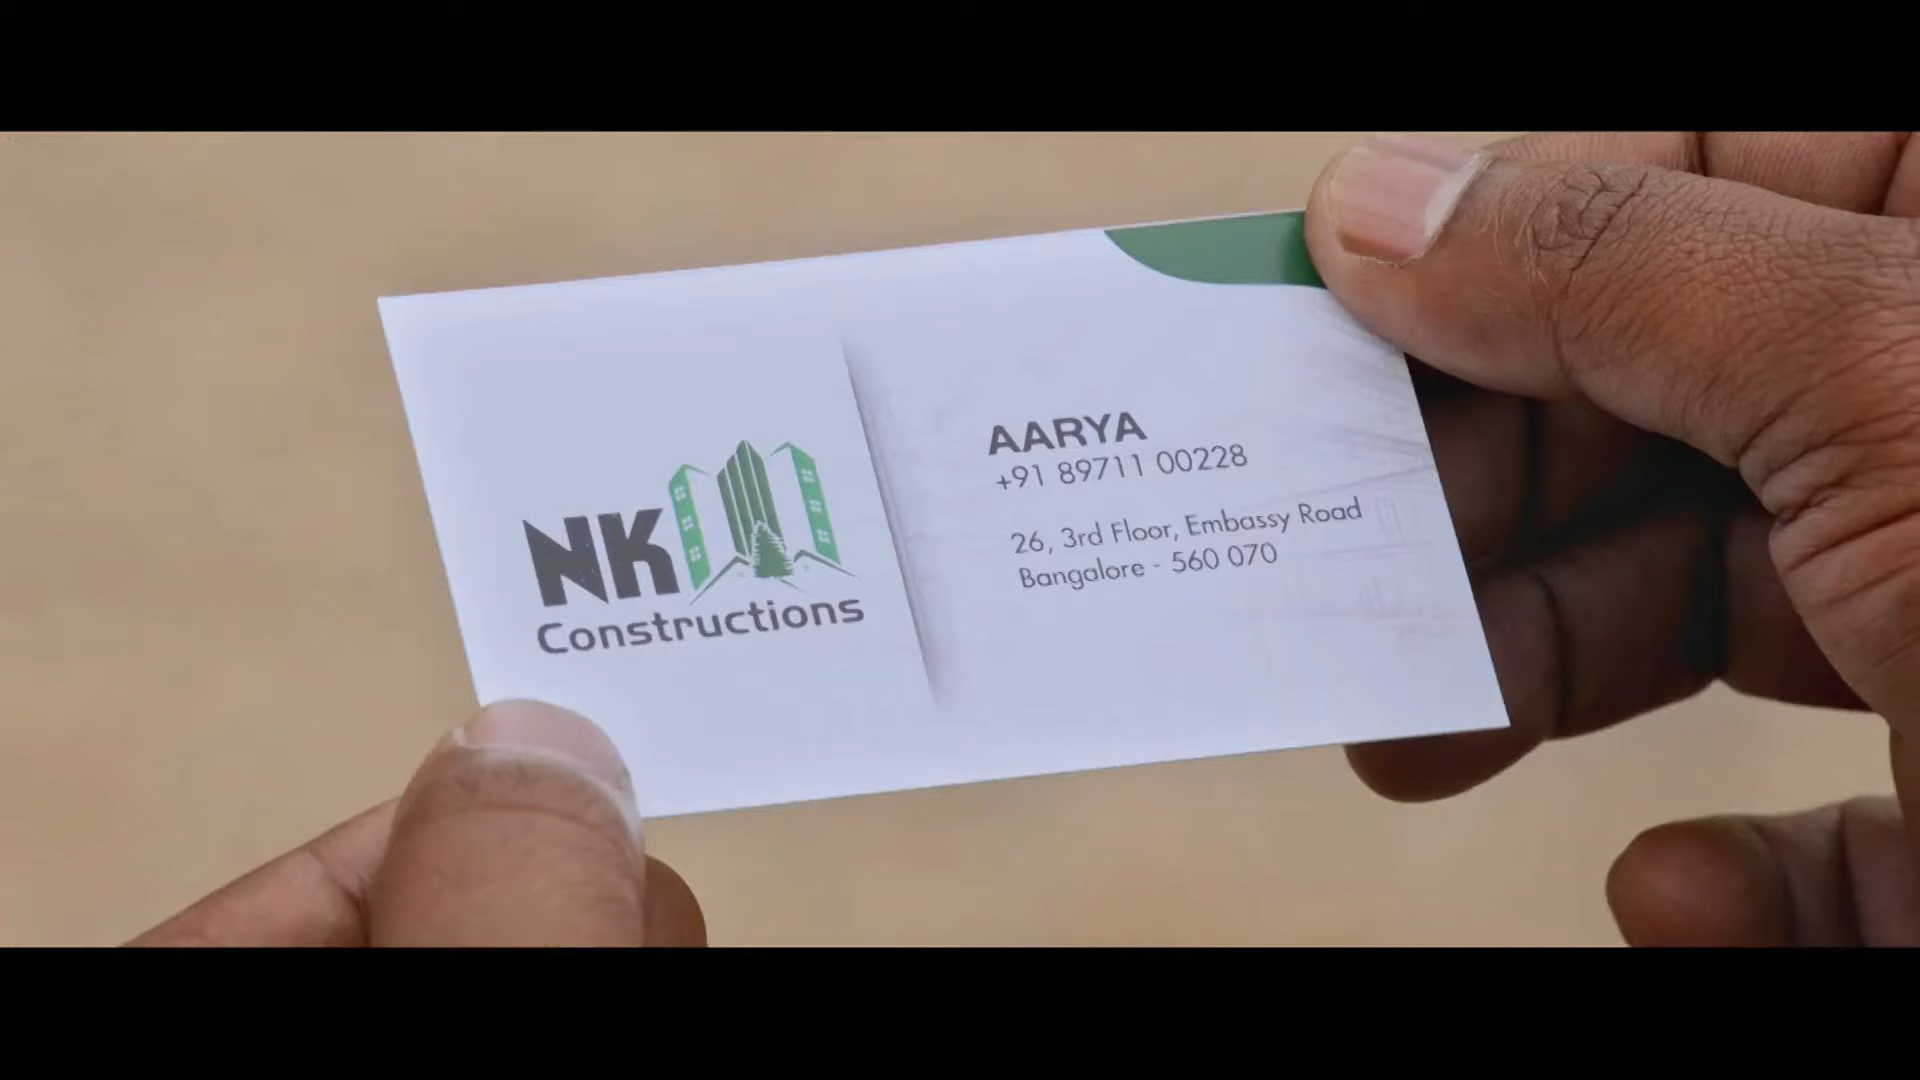 NK
Constructions
AARYA
+91 89711 00228
26, 3rd Floor, Embassy Road
Bangalore - 560 070